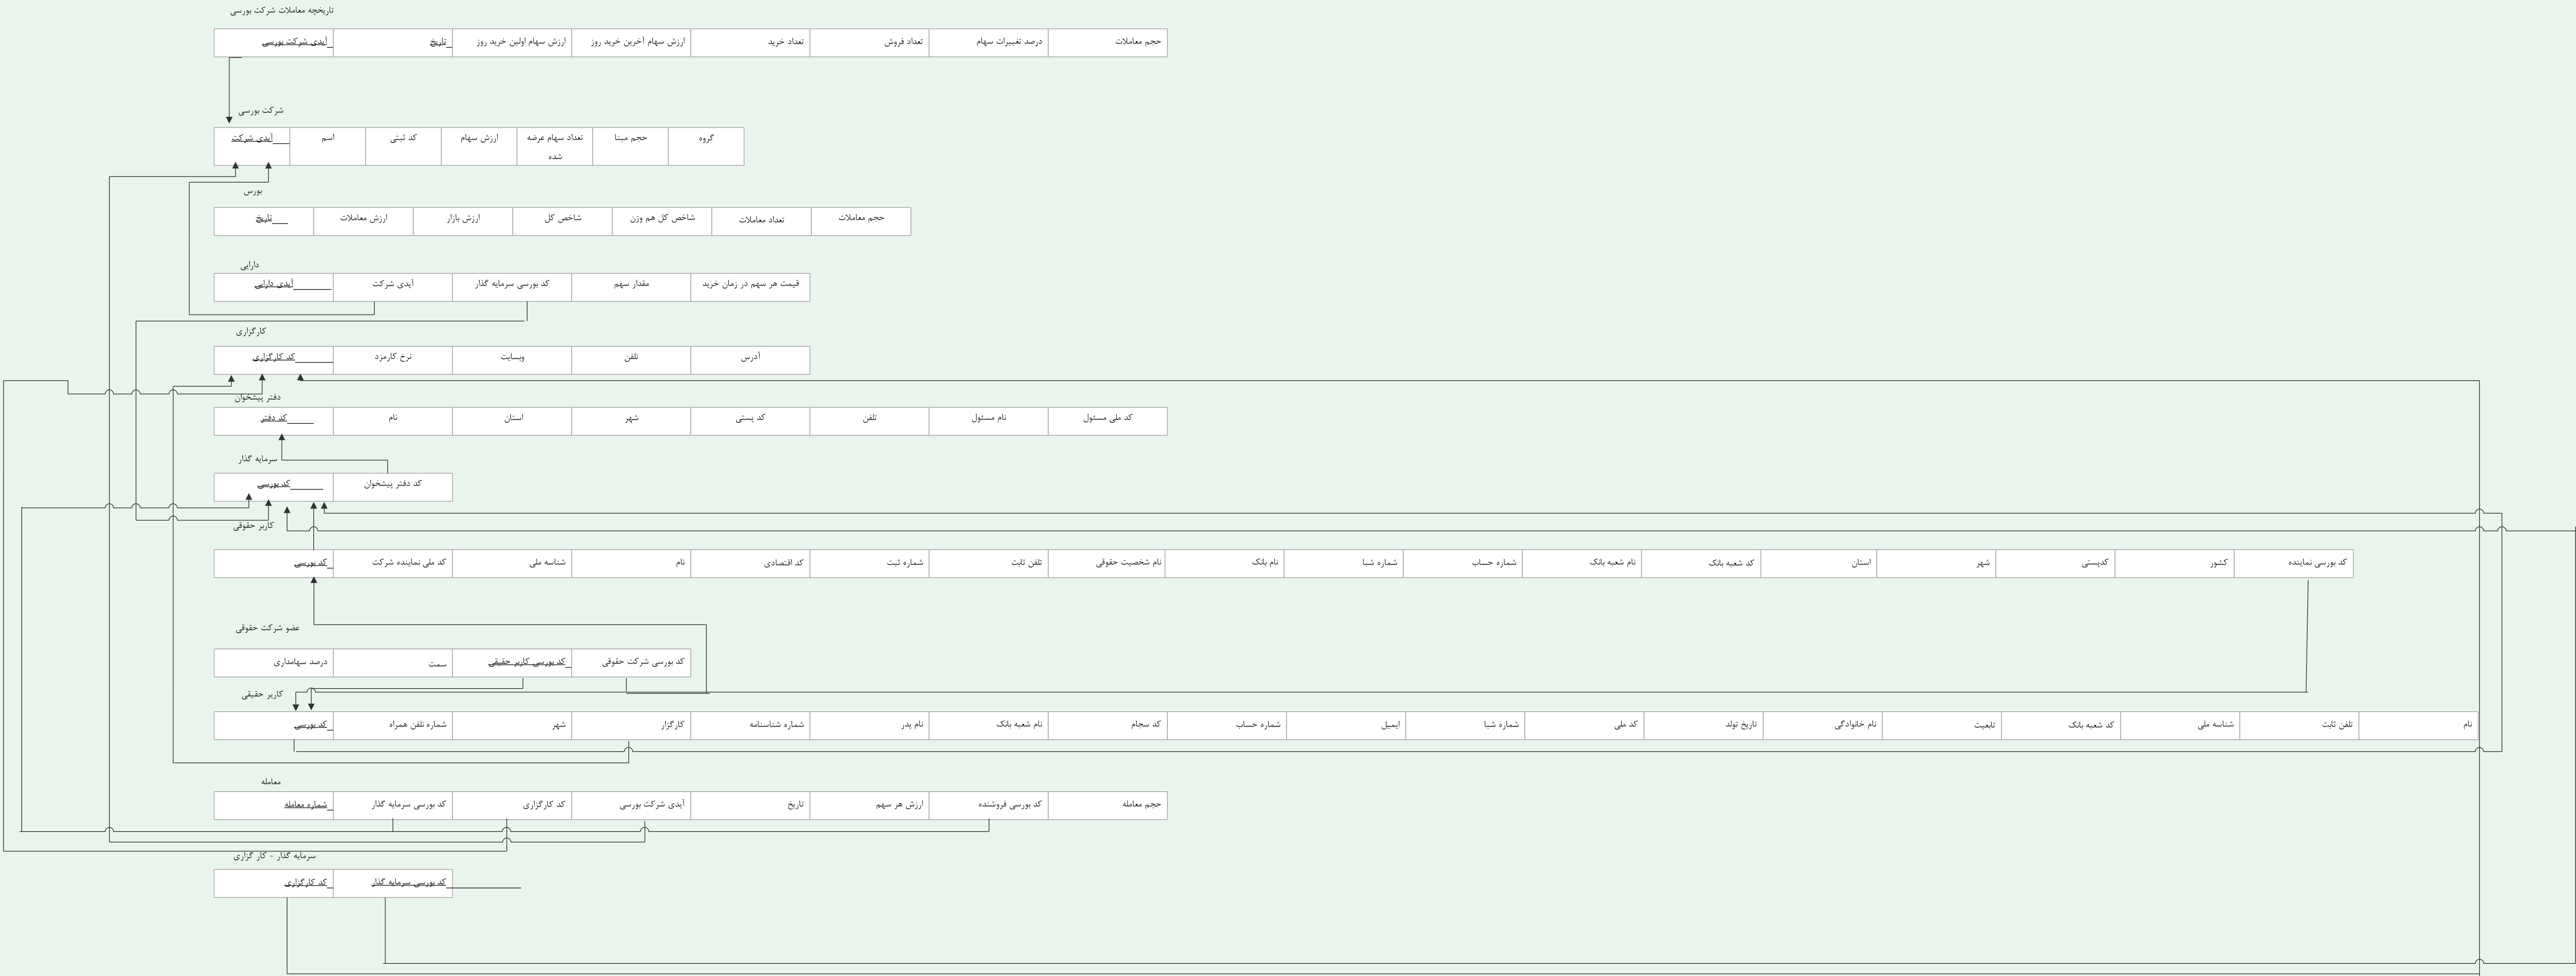 تاریخچه معاملات شرکت بورسی
آیدی شرکت بورسی
تاریخ
ارزش سهام اولین خرید روز
ارزش سهام آخرین خرید روز
تعداد خرید
تعداد فروش
درصد تغییرات سهام
حجم معاملات
شرکت بورسی
آیدی شرکت
اسم
کد ثبتی
ارزش سهام
تعداد سهام عرضه
شده
حجم مبنا
گروه
بورس
تاریخ
ارزش معاملات
ارزش بازار
شاخص کل
شاخص کل هم وزن
تعداد معاملات
حجم معاملات
دارایی
آیدی دارایی
آیدی شرکت
کد بورسی سرمایه گذار
مقدار سهم
قیمت هر سهم در زمان خرید
کارگزاری
کد کارگزاری
نرخ کارمزد
وبسایت
تلفن
آدرس
دفتر پیشخوان
کد دفتر
نام
استان
شهر
کد پستی
تلفن
نام مسئول
کد ملی مسئول
سرمایه گذار
کد بورسی
کد دفتر پیشخوان
کاربر حقوقی
کد بورسی
کد ملی نماینده شرکت
شناسه ملی
نام
کد اقتصادی
شماره ثبت
تلفن ثابت
نام شخصیت حقوقی
نام بانک
شماره شبا
شماره حساب
نام شعبه بانک
کد شعبه بانک
استان
شهر
کدپستی
کشور
کد بورسی نماینده
عضو شرکت حقوقی
درصد سهامداری
سمت
کد بورسی کاربر حقیقی
کد بورسی شرکت حقوقی
کاربر حقیقی
کد بورسی
شماره تلفن همراه
شهر
کارگزار
شماره شناسنامه
نام پدر
نام شعبه بانک
کد سجام
شماره حساب
ایمیل
شماره شبا
کد ملی
تاریخ تولد
نام خانوادگی
تابعیت
کد شعبه بانک
شناسه ملی
تلفن ثابت
نام
معامله
شماره معامله
کد بورسی سرمایه گذار
کد کارگزاری
آیدی شرکت بورسی
تاریخ
ارزش هر سهم
کد بورسی فروشنده
حجم معامله
سرمایه گذار - کار گزاری
کد کارگزاری
کد بورسی سرمایه گذار